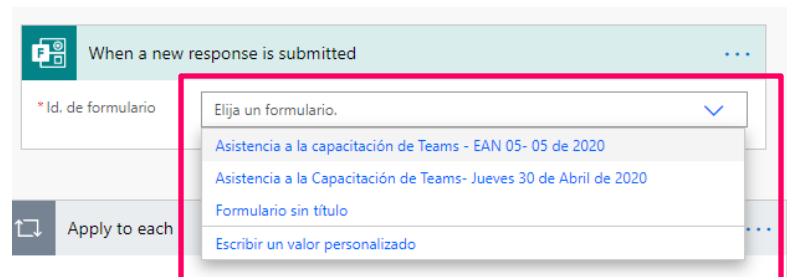 When a new response is submitted
* Id. de formulario
Elija un formulario.
Asistencia a la capacitación de Teams - EAN 05- 05 de 2020
Asistencia a la Capacitación de Teams- Jueves 30 de Abril de 2020
Formulario sin título
Escribir un valor personalizado
Apply to each